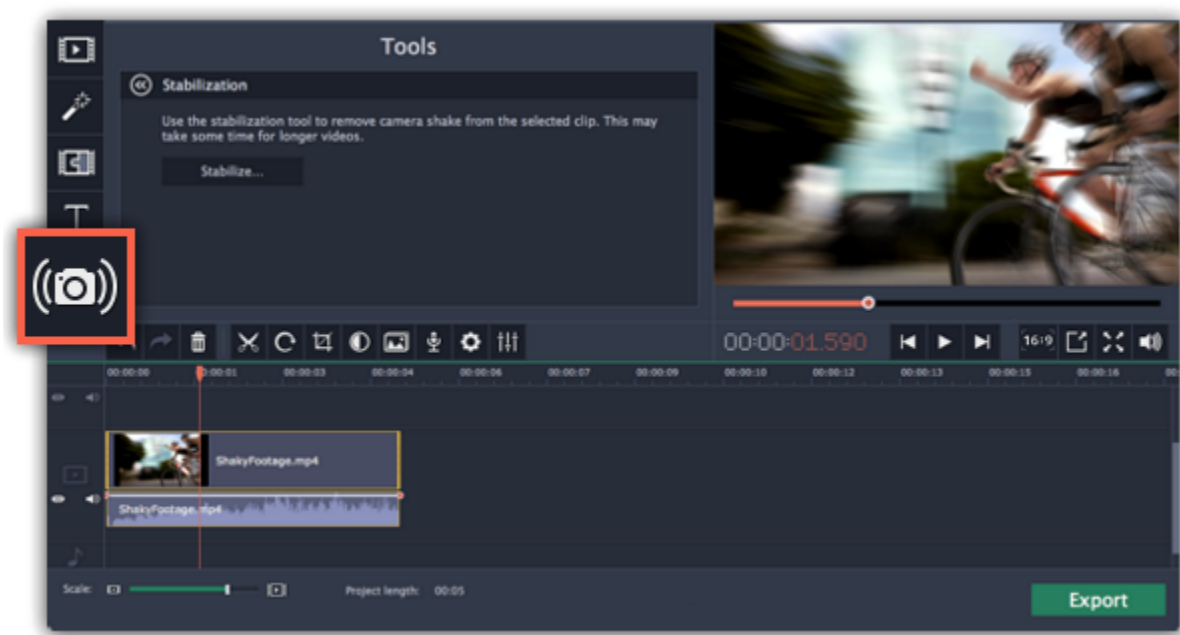 Tools
Stabilization
Use the stabilization tool to remove camera shake from the selected clip. This may
take some time for longer videos.
Stabilize...
T
00:00:01.590
16:9
00:00:00 0:00:01 00:00:03 00:00:04 00:00:06 00:00:07 00:00:09 00:00:10 00:00:12 00:00:13 00:00:15 00:00:16 00:
ShakyFootage.mp4
ShakyFootage.mp4
Scale:
Project length: 00:05
Export